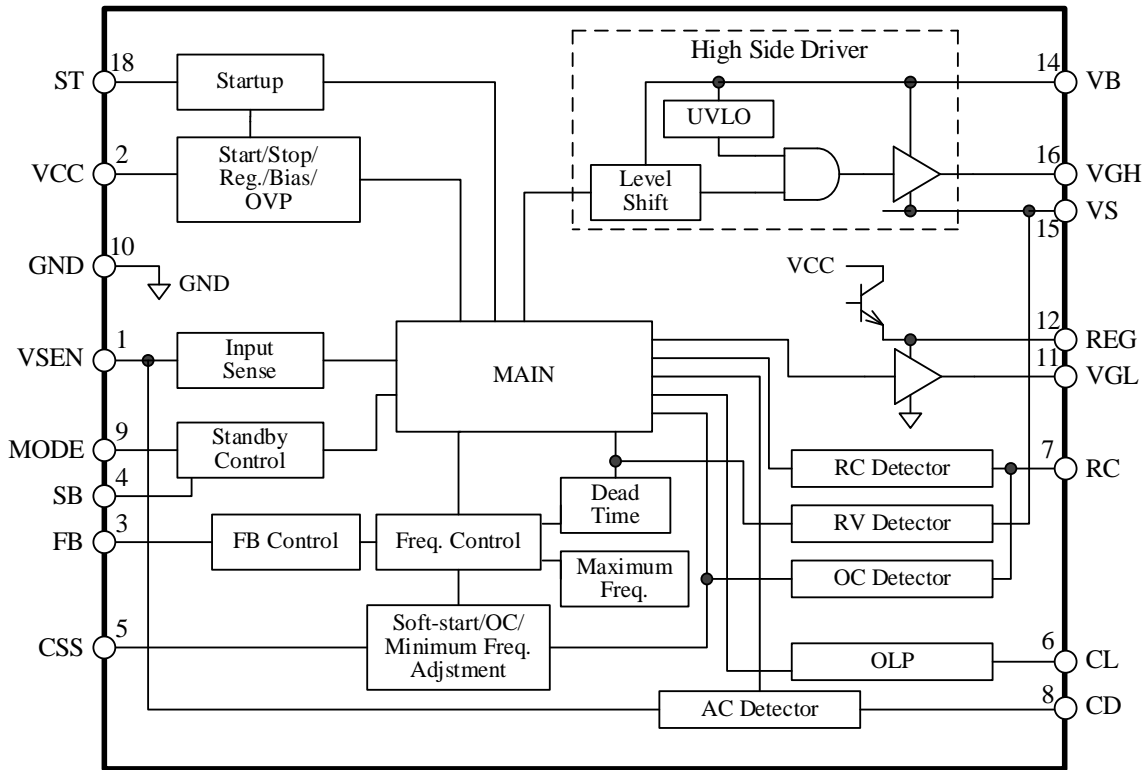 High Side Driver
18
ST
Startup
14
VB
UVLO
2
VCC
Start/Stop/
Reg./Bias/
OVP
Level
Shift
16
VGH
VS
15
10
GND
GND
VCC
1
VSEN
Input
Sense
MAIN
12
REG
11
VGL
9
MODE
Standby
Control
4
SB
7
RC
RC Detector
Dead
Time
3
FB
FB Control
Freq. Control
RV Detector
Maximum
Freq.
OC Detector
5
CSS
Soft-start/OC/
Minimum Freq.
Adjstment
OLP
6
CL
8
CD
AC Detector